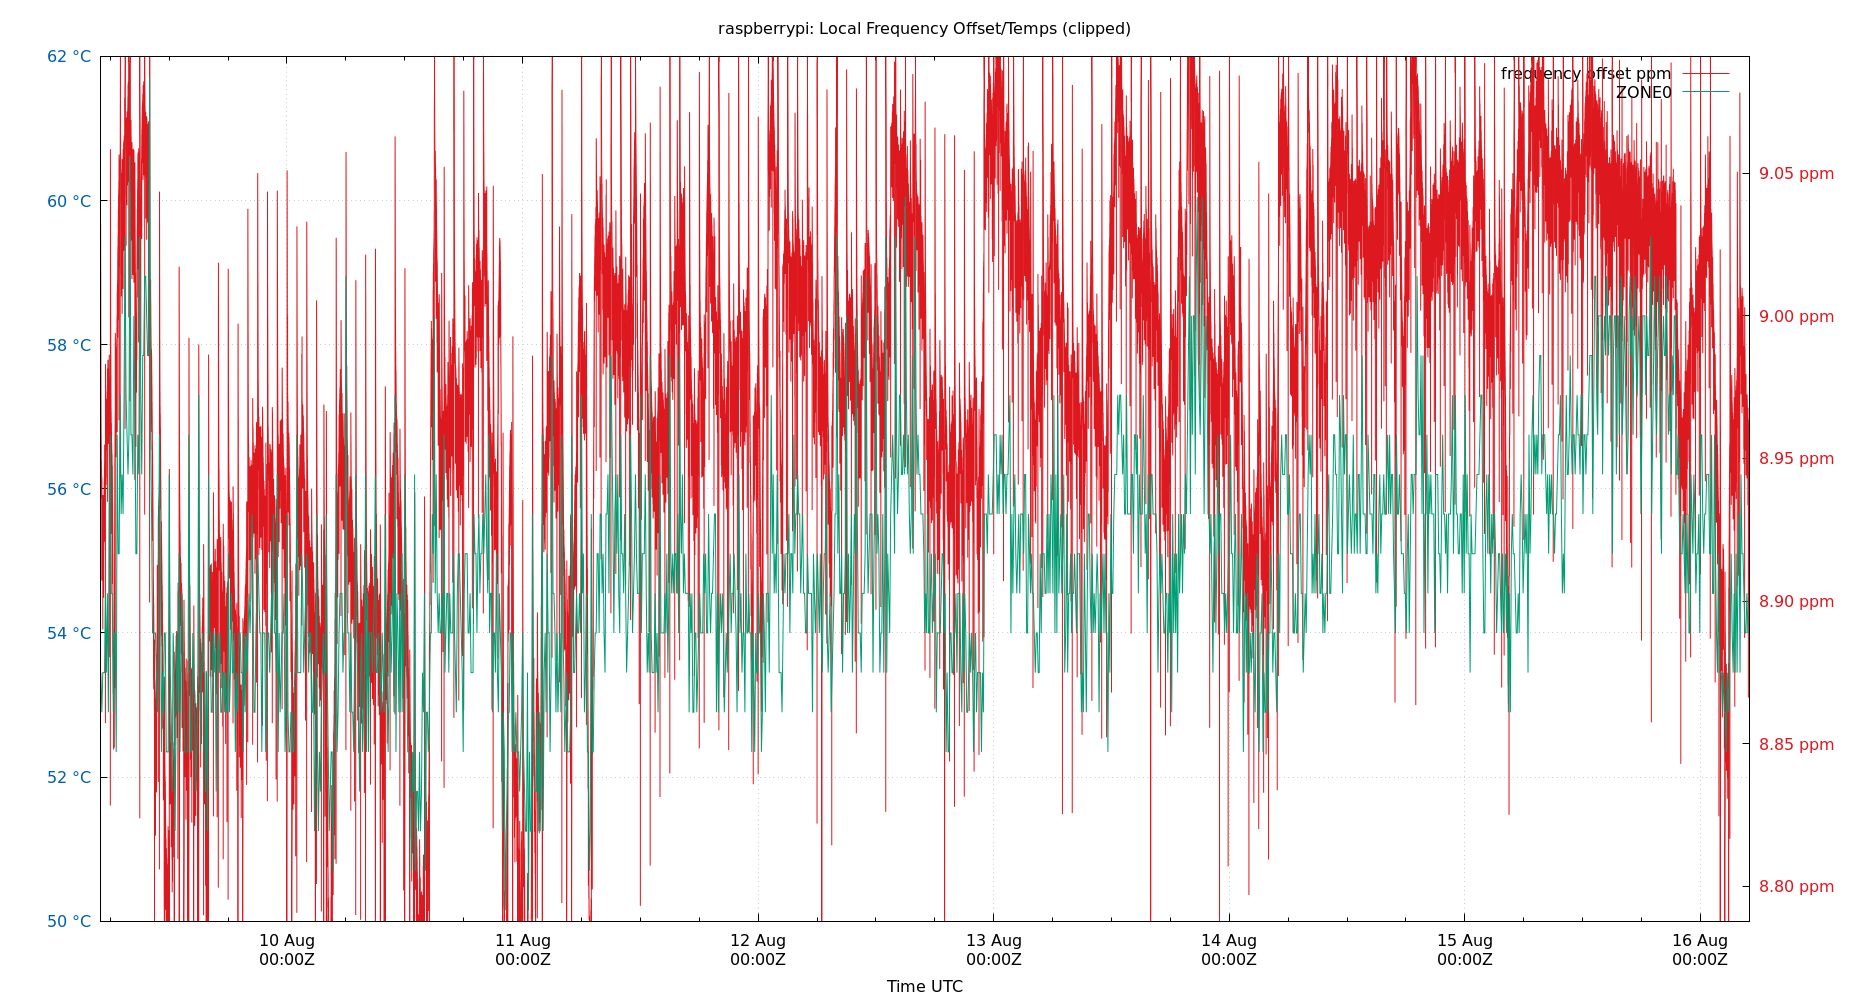 raspberrypi: Local Frequency Offset/Temps (clipped)
62 °C
60 °C
58 °C
56 °C
54 °C
52 °C
50 °C
frequency offset ppm
ZONE0
9.05 ppm
9.00 ppm
8.95 ppm
8.90 ppm
8.85 ppm
8.80 ppm
10 Aug
00:00Z
11 Aug
00:00Z
12 Aug
00:00Z
13 Aug
00:00Z
14 Aug
00:00Z
15 Aug
00:00Z
16 Aug
00:00Z
Time UTC